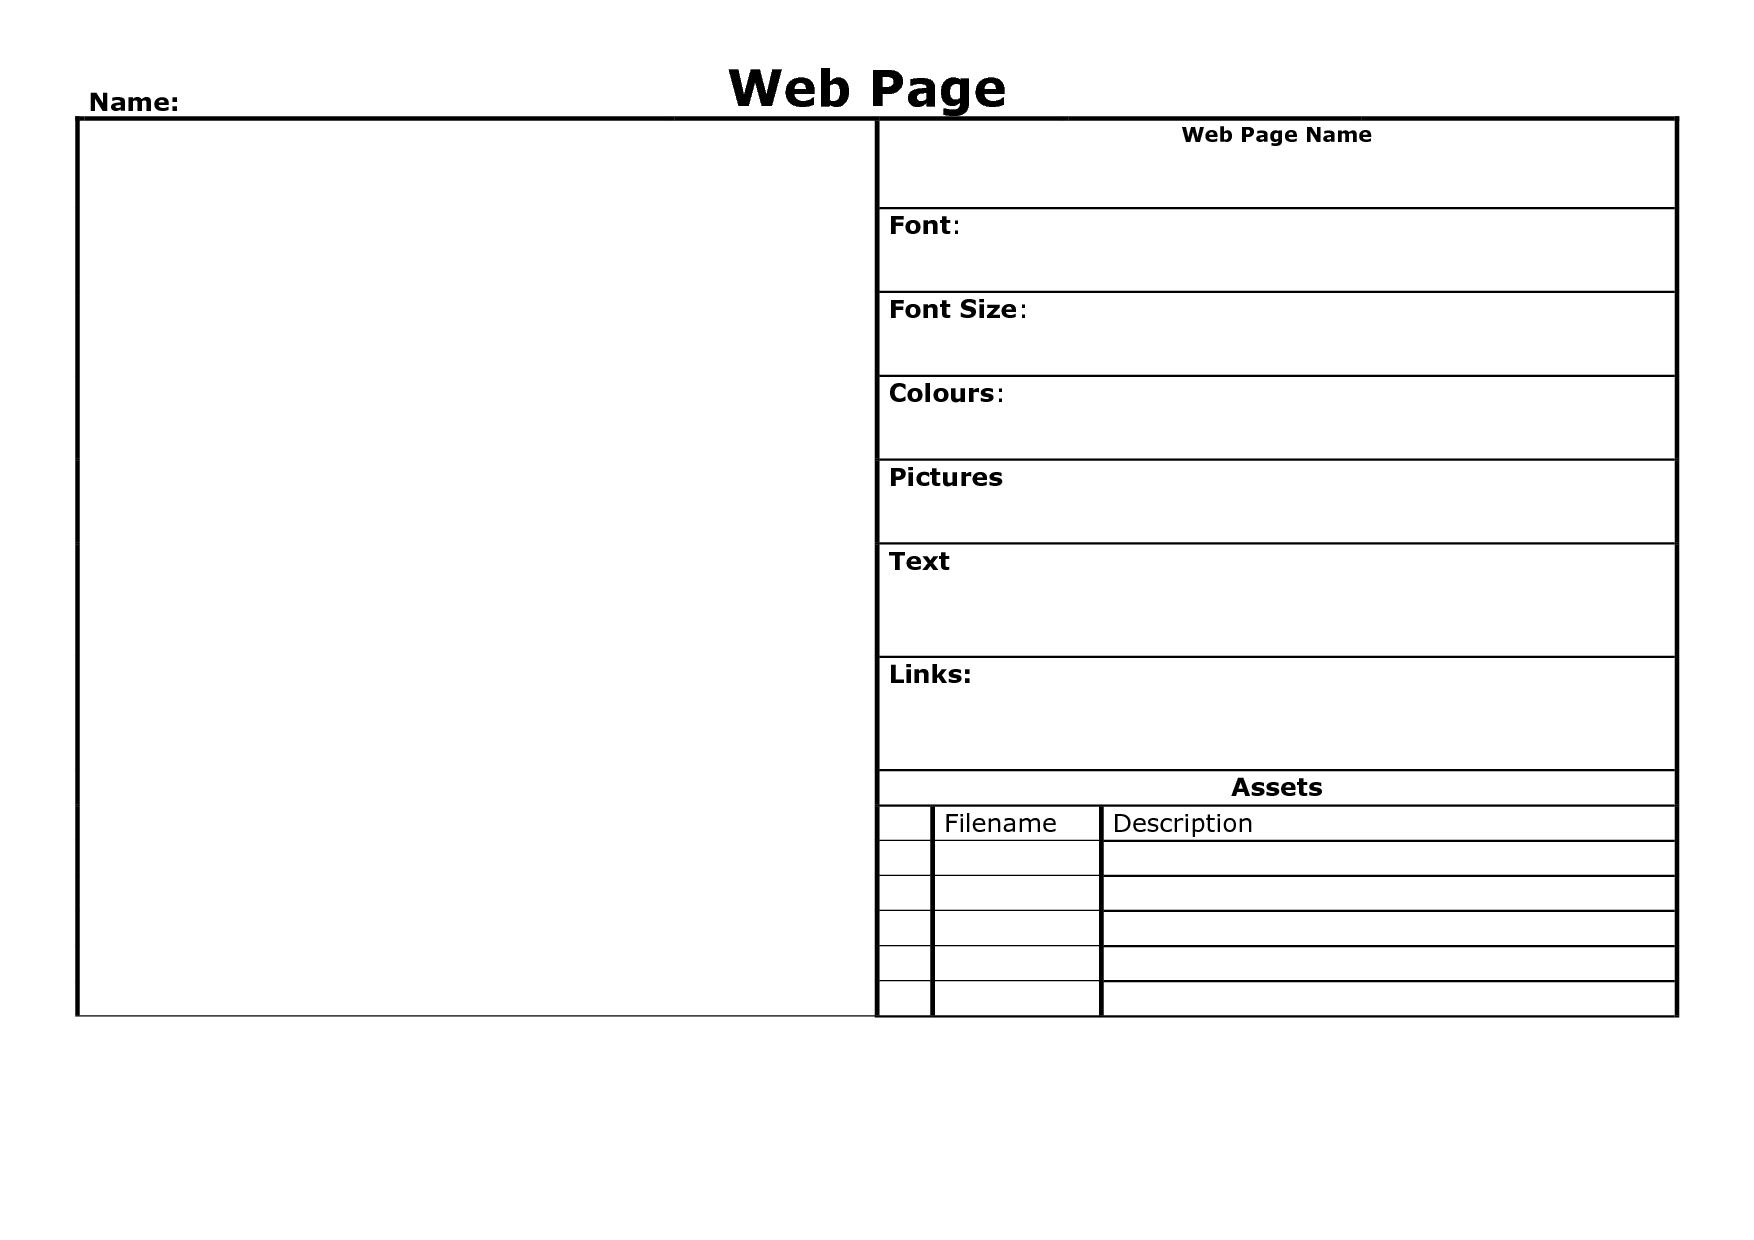 Web Page
Name:
Web Page Name
Font:
Font Size:
Colours:
Pictures
Text
Links:
Assets
Filename Description